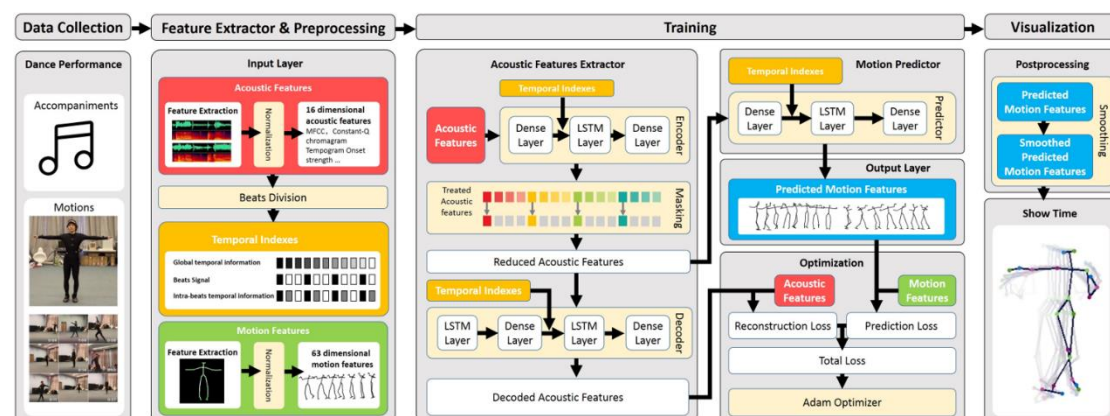 Data Collection
Feature Extractor & Preprocessing
Training
Visualization
Dance Performance
Accompaniments
Motions
Input Layer
Acoustic Features
Feature Extraction
Normalization
16 dimensional
acoustic features
MFCC, Constant-Q
chromagram
Tempogram Onset
strength ...
Beats Division
Temporal Indexes
Global temporal Information
Beats Signal
Intra-beats temporal Information
Motion Features
Feature Extraction
Normalization
63 dimensional
motion features
Acoustic Features Extractor
Temporal Indexes
Acoustic
Features
Dense
Layer
LSTM
Layer
Dense
Layer
Encoder
Treated
Acoustic
features
Masking
Reduced Acoustic Features
Temporal Indexes
LSTM
Layer
Dense
Layer
LSTM
Layer
Dense
Layer
Decoder
Decoded Acoustic Features
Temporal Indexes
Motion Predictor
Dense
Layer
LSTM
Layer
Dense
Layer
Predictor
Output Layer
Predicted Motion Features
Optimization
Acoustic
Features
Motion
Features
Reconstruction Loss
Prediction Loss
Total Loss
Adam Optimizer
Postprocessing
Predicted
Motion Features
Smoothed
Predicted
Motion Features
Smoothing
Show Time